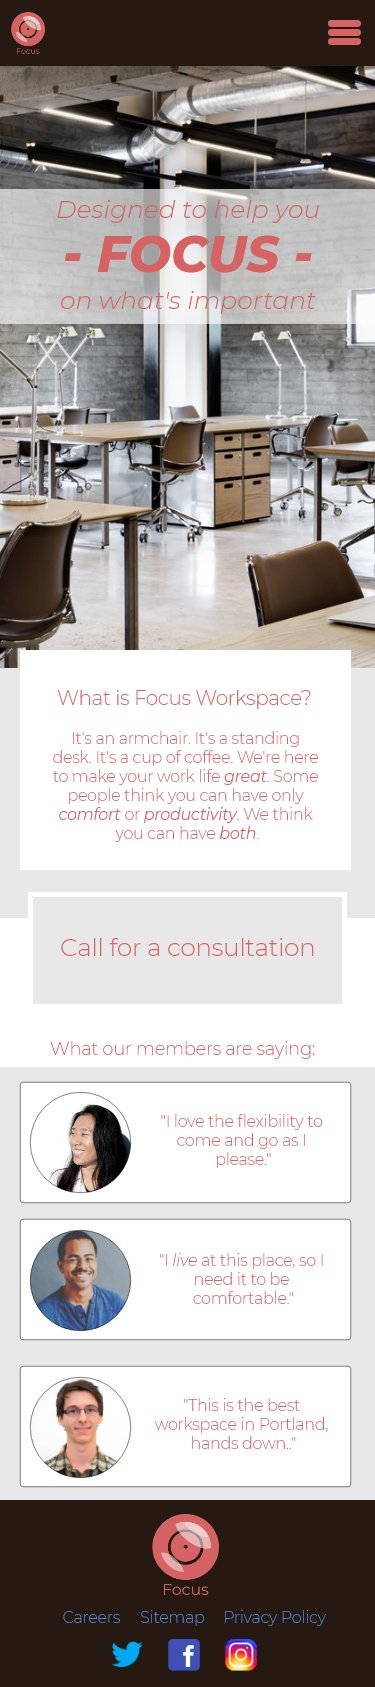 Focus
Designed to help you
- FOCUS -
on what's important
What is Focus Workspace?
It's an armchair. It's a standing
desk. It's a cup of coffee. We're here
to make your work life great. Some
people think you can have only
comfort or productivity. We think
you can have both.
Call for a consultation
What our members are saying:
"I love the flexibility to
come and go as I
please."
"I live at this place, so I
need it to be
comfortable."
"This is the best
workspace in Portland,
hands down.."
Focus
Careers Sitemap Privacy Policy